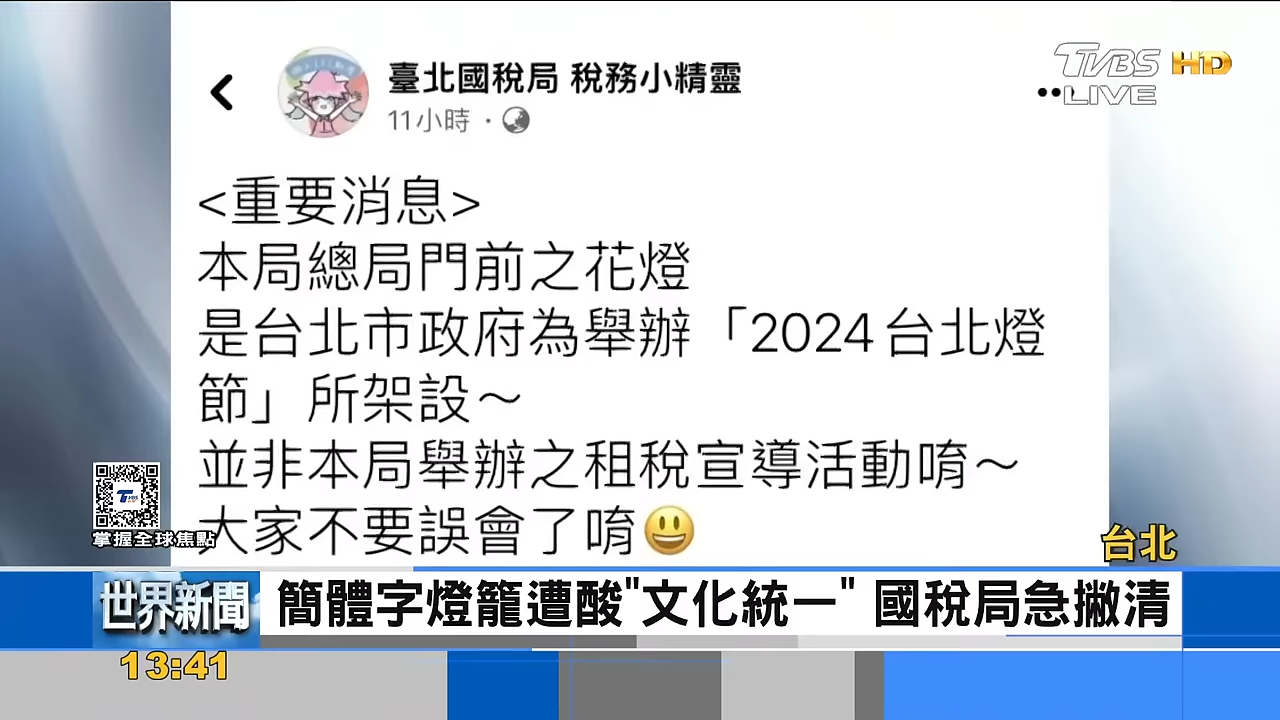 臺北國稅局 稅務小精靈
11小時
TVBS HD
LIVE
<重要消息>
本局總局門前之花燈
是台北市政府為舉辦「2024台北燈
節」所架設～
並非本局舉辦之租稅宣導活動唷～
大家不要誤會了唷😃
TVBS
掌握全球焦點
台北
世界新聞
簡體字燈籠遭酸"文化統一" 國稅局急撇清
13:41